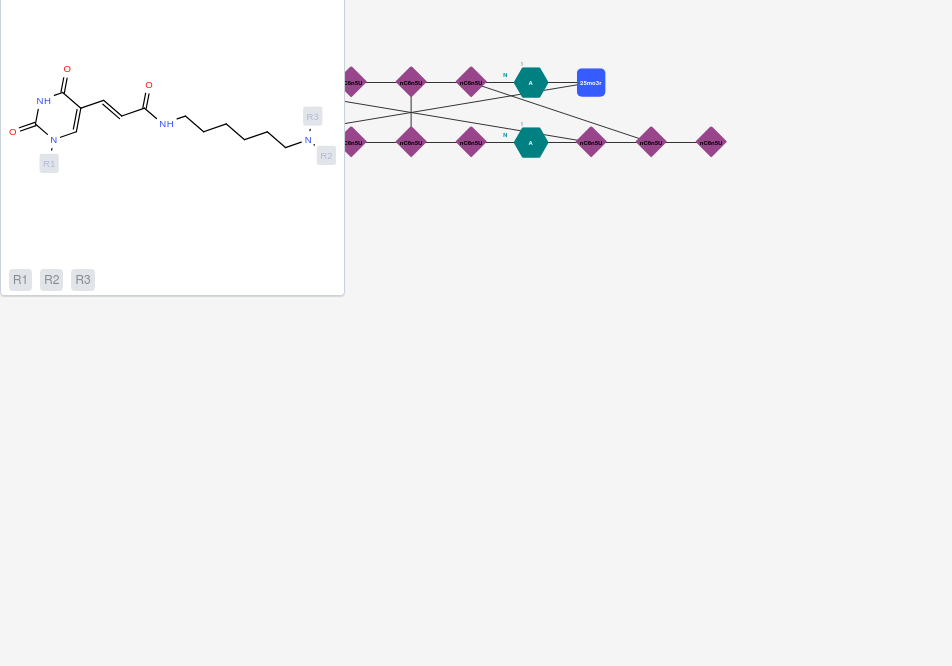 O
O
NH
R3
NH
O
N
N
R2
R1
R1 R2 R3
C6n5U nC6n5U nC6n5U N 1 A 25mo3r
C6n5U nC6n5U nC6n5U N 1 A nC6n5U nC6n5U nC6n5U